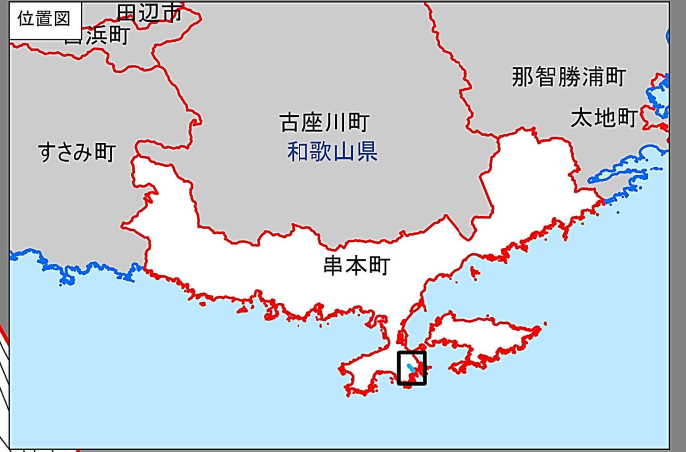 位置図
田辺市
白浜町
那智勝浦町
太地町
古座川町
和歌山県
すさみ町
串本町